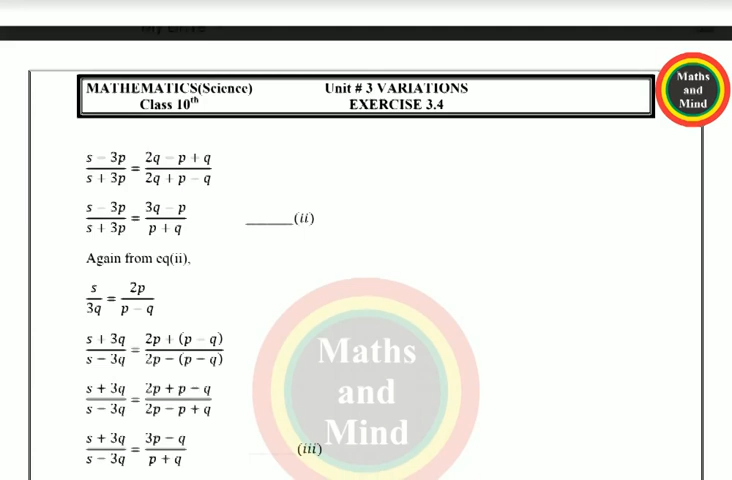 MATHEMATICS(Science) Unit # 3 VARIATIONS
Class 10th EXERCISE 3.4
Maths
and
Mind
(s − 3p)/(s + 3p) = (2q − p + q)/(2q + p − q)
(s − 3p)/(s + 3p) = (3q − p)/(p + q) ______(ii)
Again from eq(ii),
s/3q = 2p/(p − q)
(s + 3q)/(s − 3q) = (2p + (p − q))/(2p − (p − q))
(s + 3q)/(s − 3q) = (2p + p − q)/(2p − p + q)
(s + 3q)/(s − 3q) = (3p − q)/(p + q) ______(iii)
Maths
and
Mind